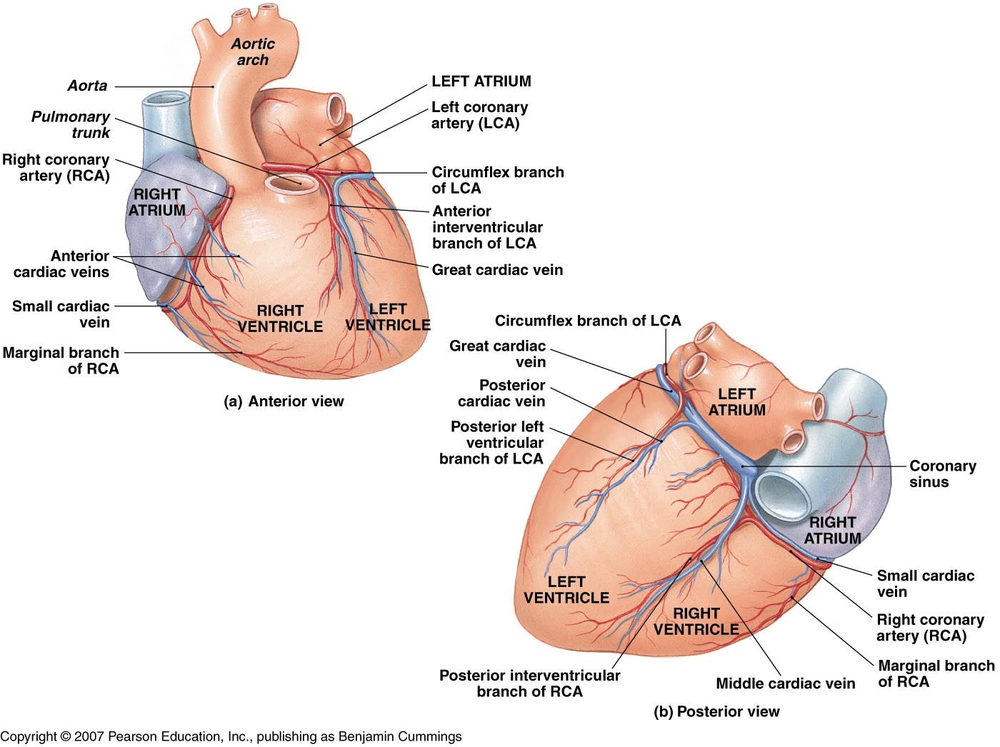 Aortic
arch
Aorta
Pulmonary
trunk
Right coronary
artery (RCA)
RIGHT
ATRIUM
Anterior
cardiac veins
Small cardiac
vein
Marginal branch
of RCA
LEFT ATRIUM
Left coronary
artery (LCA)
Circumflex branch
of LCA
Anterior
interventricular
branch of LCA
Great cardiac vein
RIGHT
VENTRICLE
LEFT
VENTRICLE
(a) Anterior view
Circumflex branch of LCA
Great cardiac
vein
Posterior
cardiac vein
Posterior left
ventricular
branch of LCA
LEFT
ATRIUM
Coronary
sinus
RIGHT
ATRIUM
LEFT
VENTRICLE
RIGHT
VENTRICLE
Small cardiac
vein
Right coronary
artery (RCA)
Marginal branch
of RCA
Posterior interventricular
branch of RCA
Middle cardiac vein
(b) Posterior view
Copyright © 2007 Pearson Education, Inc., publishing as Benjamin Cummings